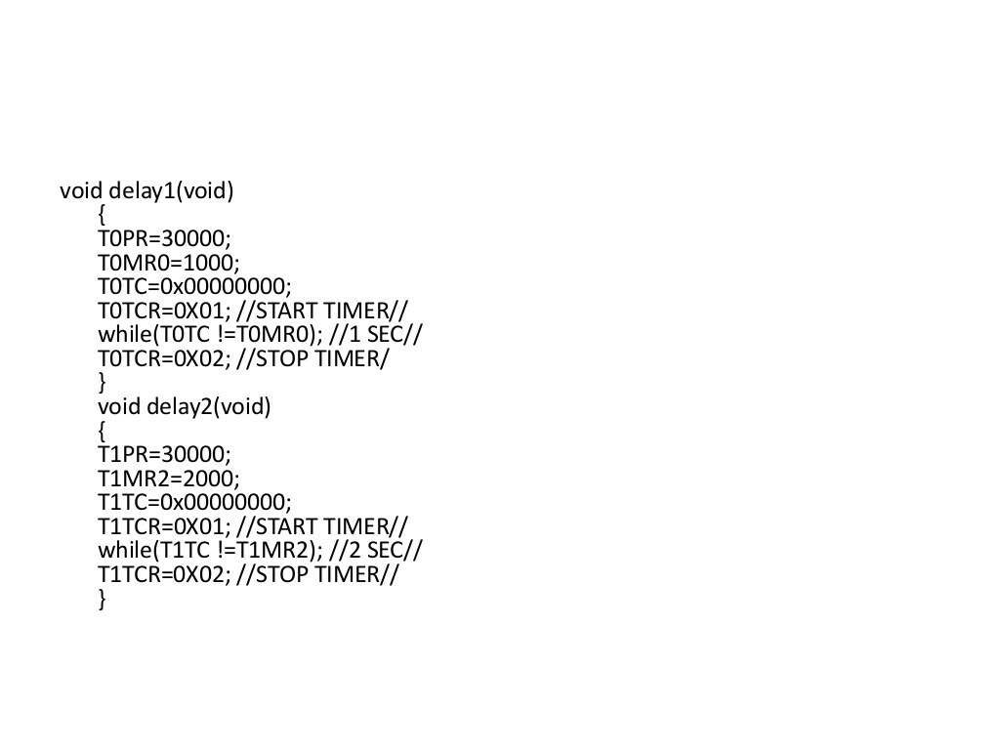 void delay1(void)
{
T0PR=30000;
T0MR0=1000;
T0TC=0x00000000;
T0TCR=0X01; //START TIMER//
while(T0TC !=T0MR0); //1 SEC//
T0TCR=0X02; //STOP TIMER/
}
void delay2(void)
{
T1PR=30000;
T1MR2=2000;
T1TC=0x00000000;
T1TCR=0X01; //START TIMER//
while(T1TC !=T1MR2); //2 SEC//
T1TCR=0X02; //STOP TIMER//
}